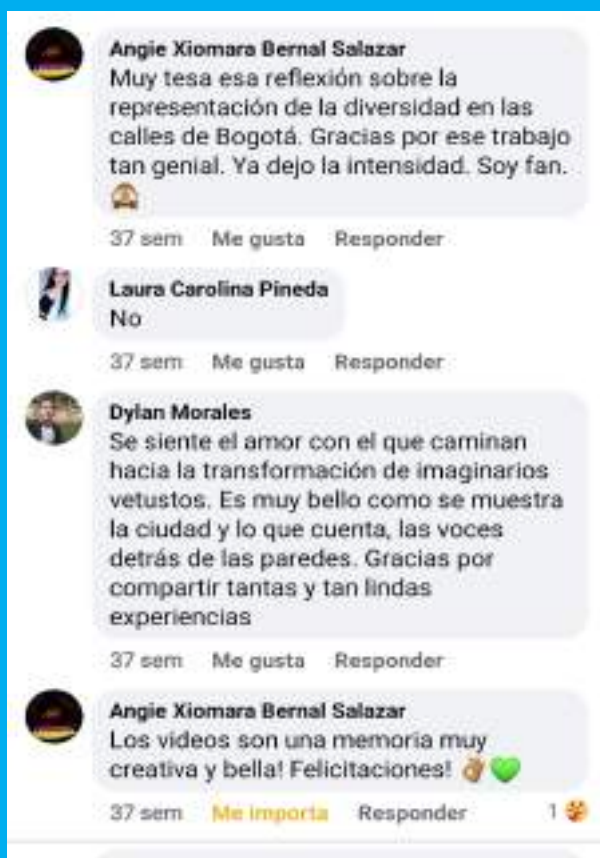 Angie Xiomara Bernal Salazar
Muy tesa esa reflexión sobre la
representación de la diversidad en las
calles de Bogotá. Gracias por ese trabajo
tan genial. Ya dejo la intensidad. Soy fan.
🙈
37 sem Me gusta Responder
Laura Carolina Pineda
No
37 sem Me gusta Responder
Dylan Morales
Se siente el amor con el que caminan
hacia la transformación de imaginarios
vetustos. Es muy bello como se muestra
la ciudad y lo que cuenta, las voces
detrás de las paredes. Gracias por
compartir tantas y tan lindas
experiencias
37 sem Me gusta Responder
Angie Xiomara Bernal Salazar
Los videos son una memoria muy
creativa y bella! Felicitaciones! 👌🏽💚
37 sem Me importa Responder 1